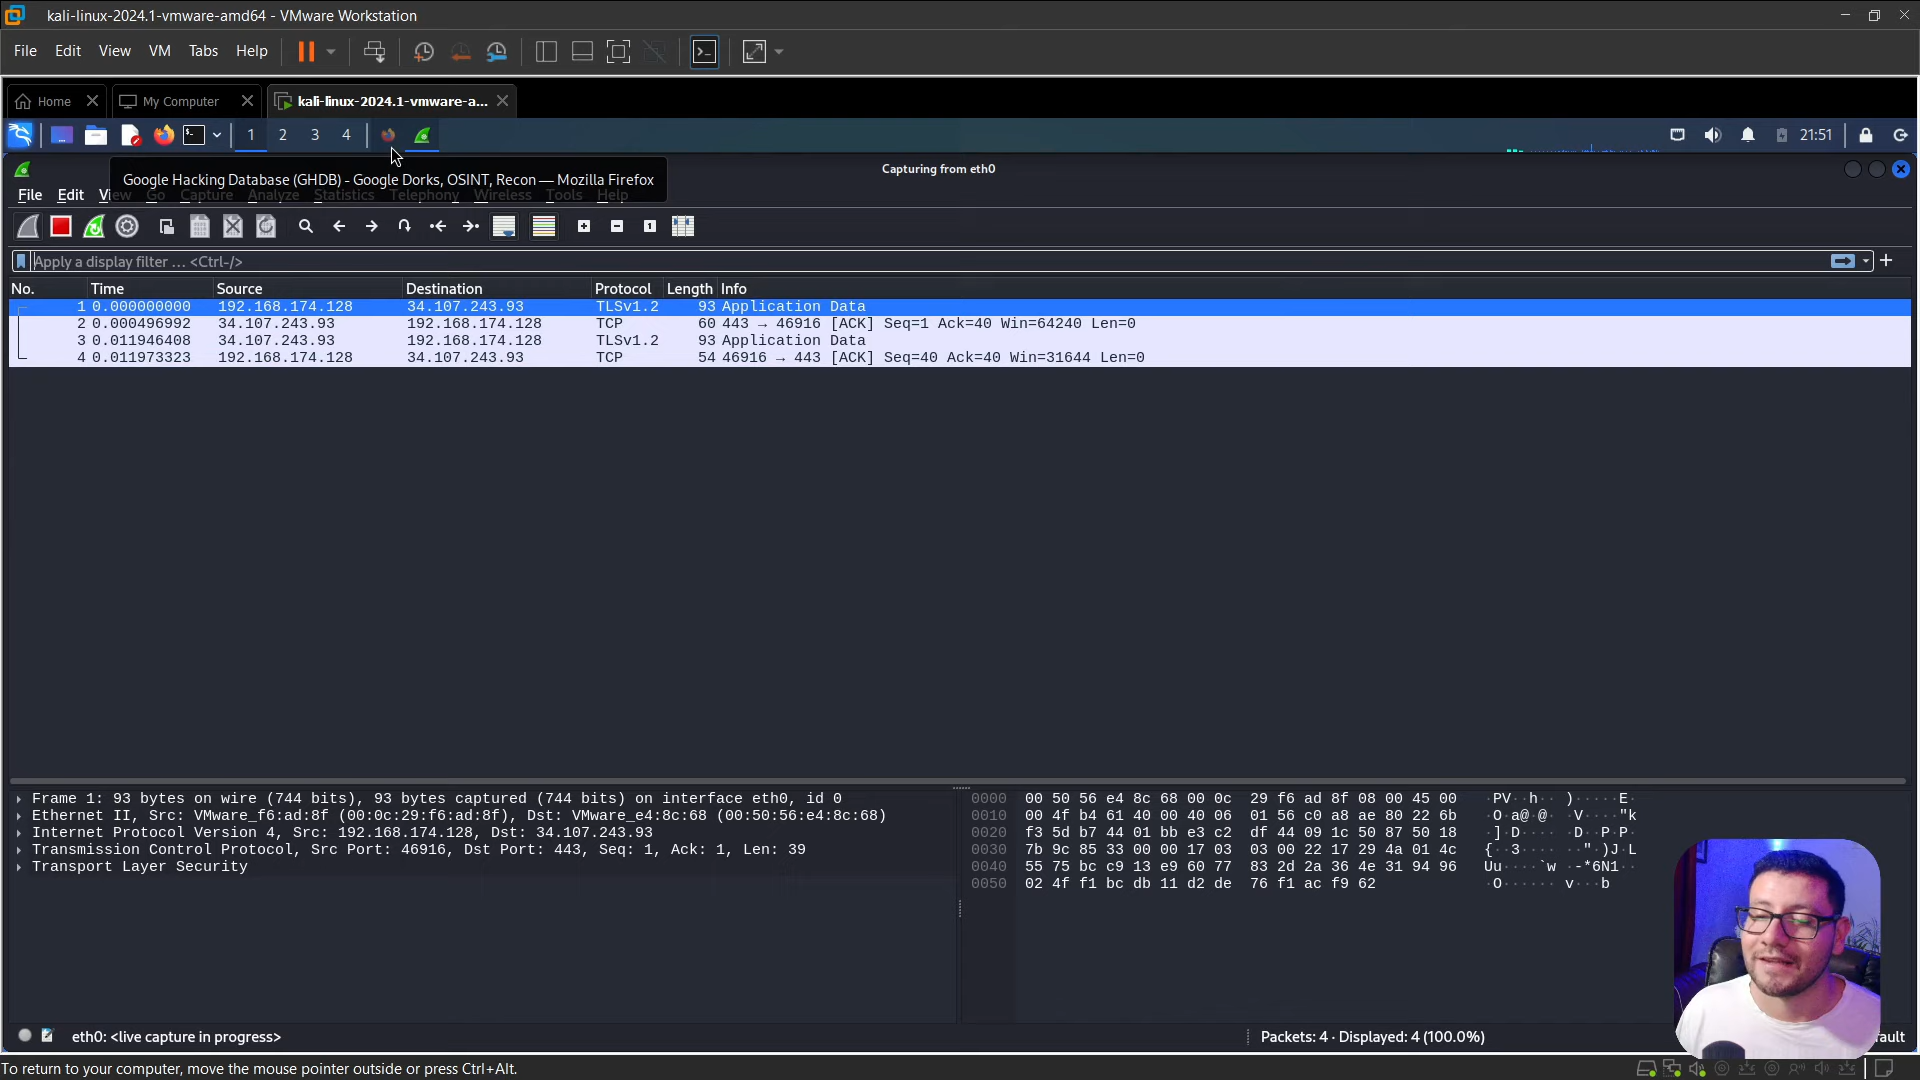 kali-linux-2024.1-vmware-amd64 - VMware Workstation
File Edit View VM Tabs Help
Home My Computer kali-linux-2024.1-vmware-a...
1 2 3 4 21:51
Capturing from eth0
Google Hacking Database (GHDB) - Google Dorks, OSINT, Recon — Mozilla Firefox
File Edit View Go Capture Analyze Statistics Telephony Wireless Tools Help
Apply a display filter ... <Ctrl-/>
No. Time Source Destination Protocol Length Info
1 0.000000000 192.168.174.128 34.107.243.93 TLSv1.2 93 Application Data
2 0.000496992 34.107.243.93 192.168.174.128 TCP 60 443 → 46916 [ACK] Seq=1 Ack=40 Win=64240 Len=0
3 0.011946408 34.107.243.93 192.168.174.128 TLSv1.2 93 Application Data
4 0.011973323 192.168.174.128 34.107.243.93 TCP 54 46916 → 443 [ACK] Seq=40 Ack=40 Win=31644 Len=0
Frame 1: 93 bytes on wire (744 bits), 93 bytes captured (744 bits) on interface eth0, id 0
Ethernet II, Src: VMware_f6:ad:8f (00:0c:29:f6:ad:8f), Dst: VMware_e4:8c:68 (00:50:56:e4:8c:68)
Internet Protocol Version 4, Src: 192.168.174.128, Dst: 34.107.243.93
Transmission Control Protocol, Src Port: 46916, Dst Port: 443, Seq: 1, Ack: 1, Len: 39
Transport Layer Security
0000 00 50 56 e4 8c 68 00 0c 29 f6 ad 8f 08 00 45 00 ·PV··h·· )·····E·
0010 00 4f b4 61 40 00 40 06 01 56 c0 a8 ae 80 22 6b ·O·a@·@· ·V····"k
0020 f3 5d b7 44 01 bb e3 c2 df 44 09 1c 50 87 50 18 ·]·D···· ·D··P·P·
0030 7b 9c 85 33 00 00 17 03 03 00 22 17 29 4a 01 4c {··3···· ··"·)J·L
0040 55 75 bc c9 13 e9 60 77 83 2d 2a 36 4e 31 94 96 Uu····`w ·-*6N1··
0050 02 4f f1 bc db 11 d2 de 76 f1 ac f9 62 ·O······ v···b
eth0: <live capture in progress> Packets: 4 · Displayed: 4 (100.0%)
To return to your computer, move the mouse pointer outside or press Ctrl+Alt.